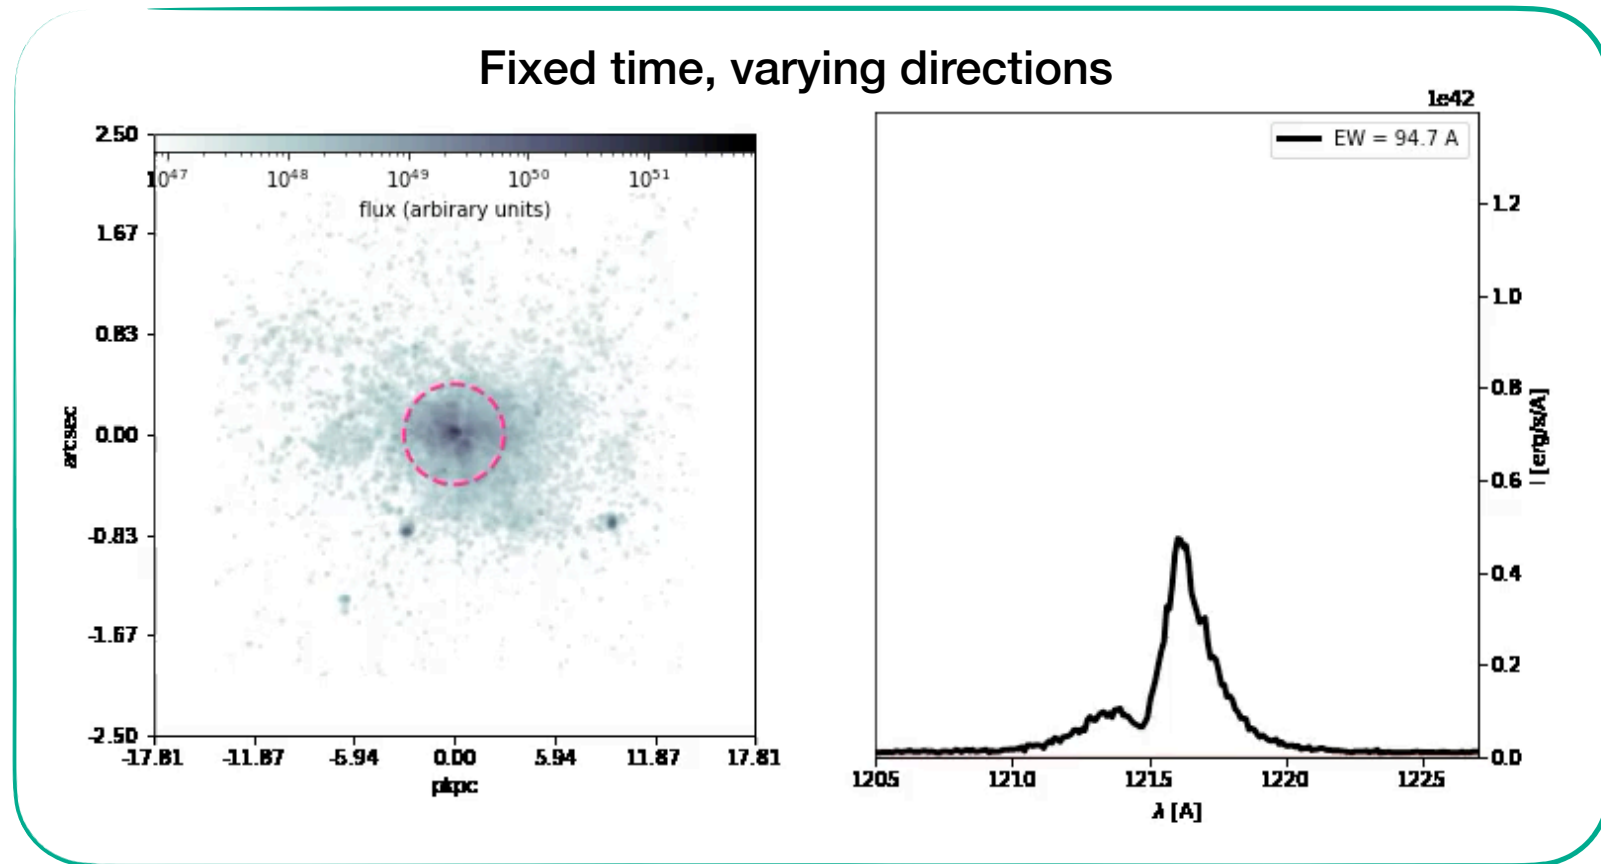 Fixed time, varying directions
1e42
2.50
10^47 10^48 10^49 10^50 10^51
flux (arbirary units)
1.67
0.83
0.00
-0.83
-1.67
-2.50
arcsec
-17.81 -11.87 -5.94 0.00 5.94 11.87 17.81
pkpc
EW = 94.7 A
1.2
1.0
0.8
0.6
0.4
0.2
0.0
I [erg/s/A]
1205 1210 1215 1220 1225
λ [A]